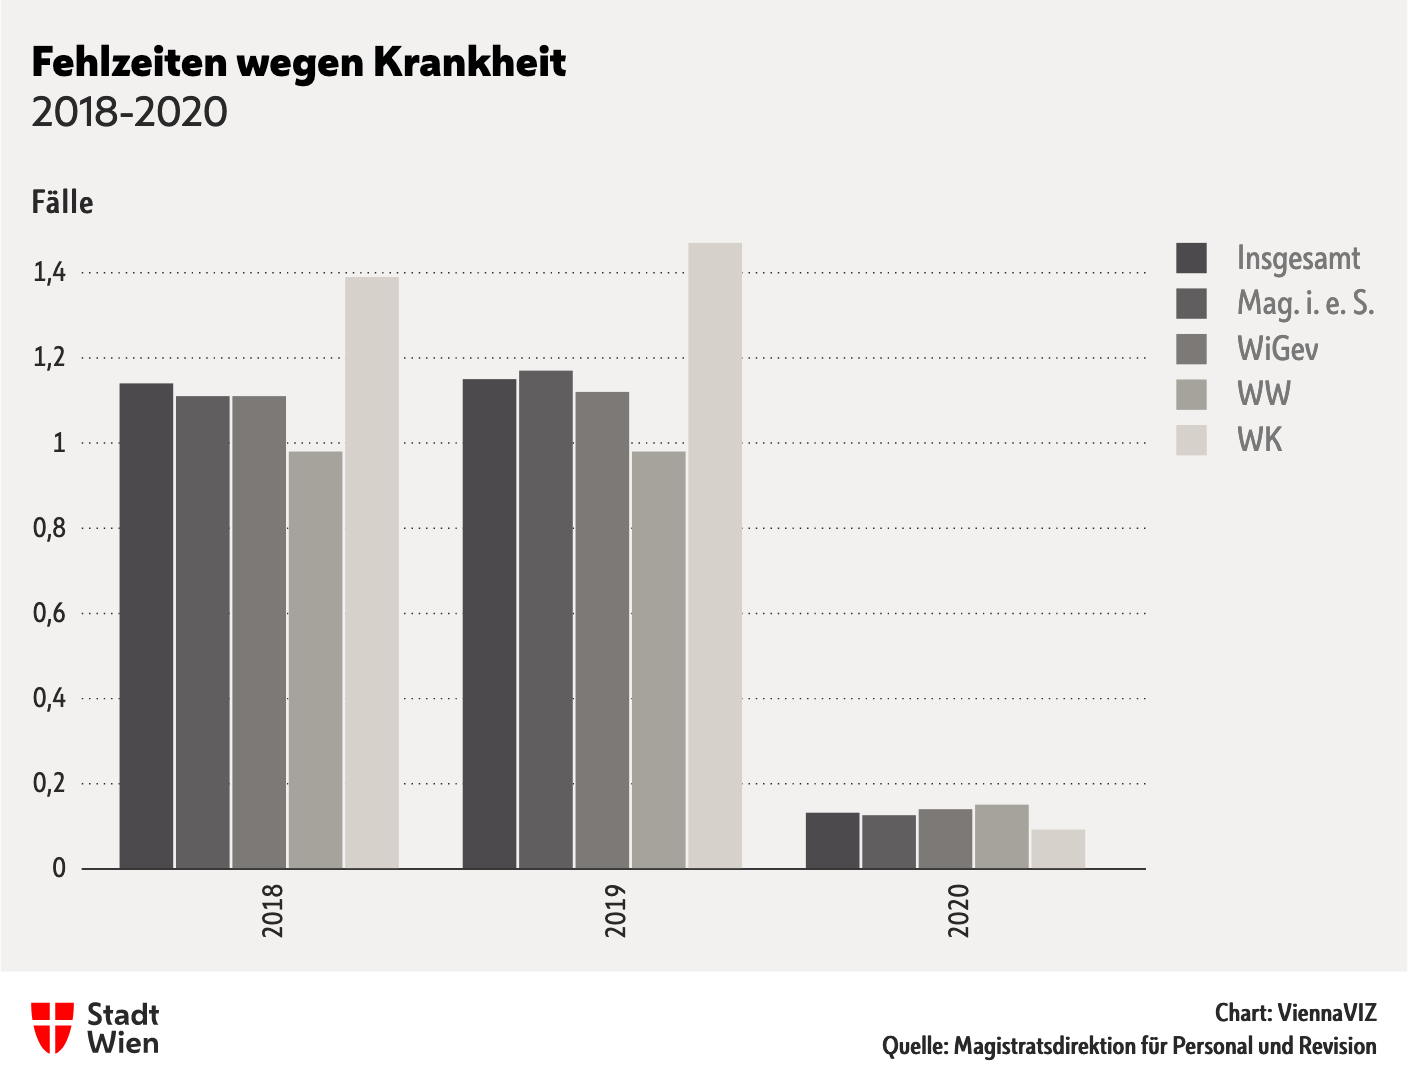 Fehlzeiten wegen Krankheit
2018-2020
Fälle
1,4
1,2
1
0,8
0,6
0,4
0,2
0
2018
2019
2020
Insgesamt
Mag. i. e. S.
WiGev
WW
WK
Stadt
Wien
Chart: ViennaVIZ
Quelle: Magistratsdirektion für Personal und Revision